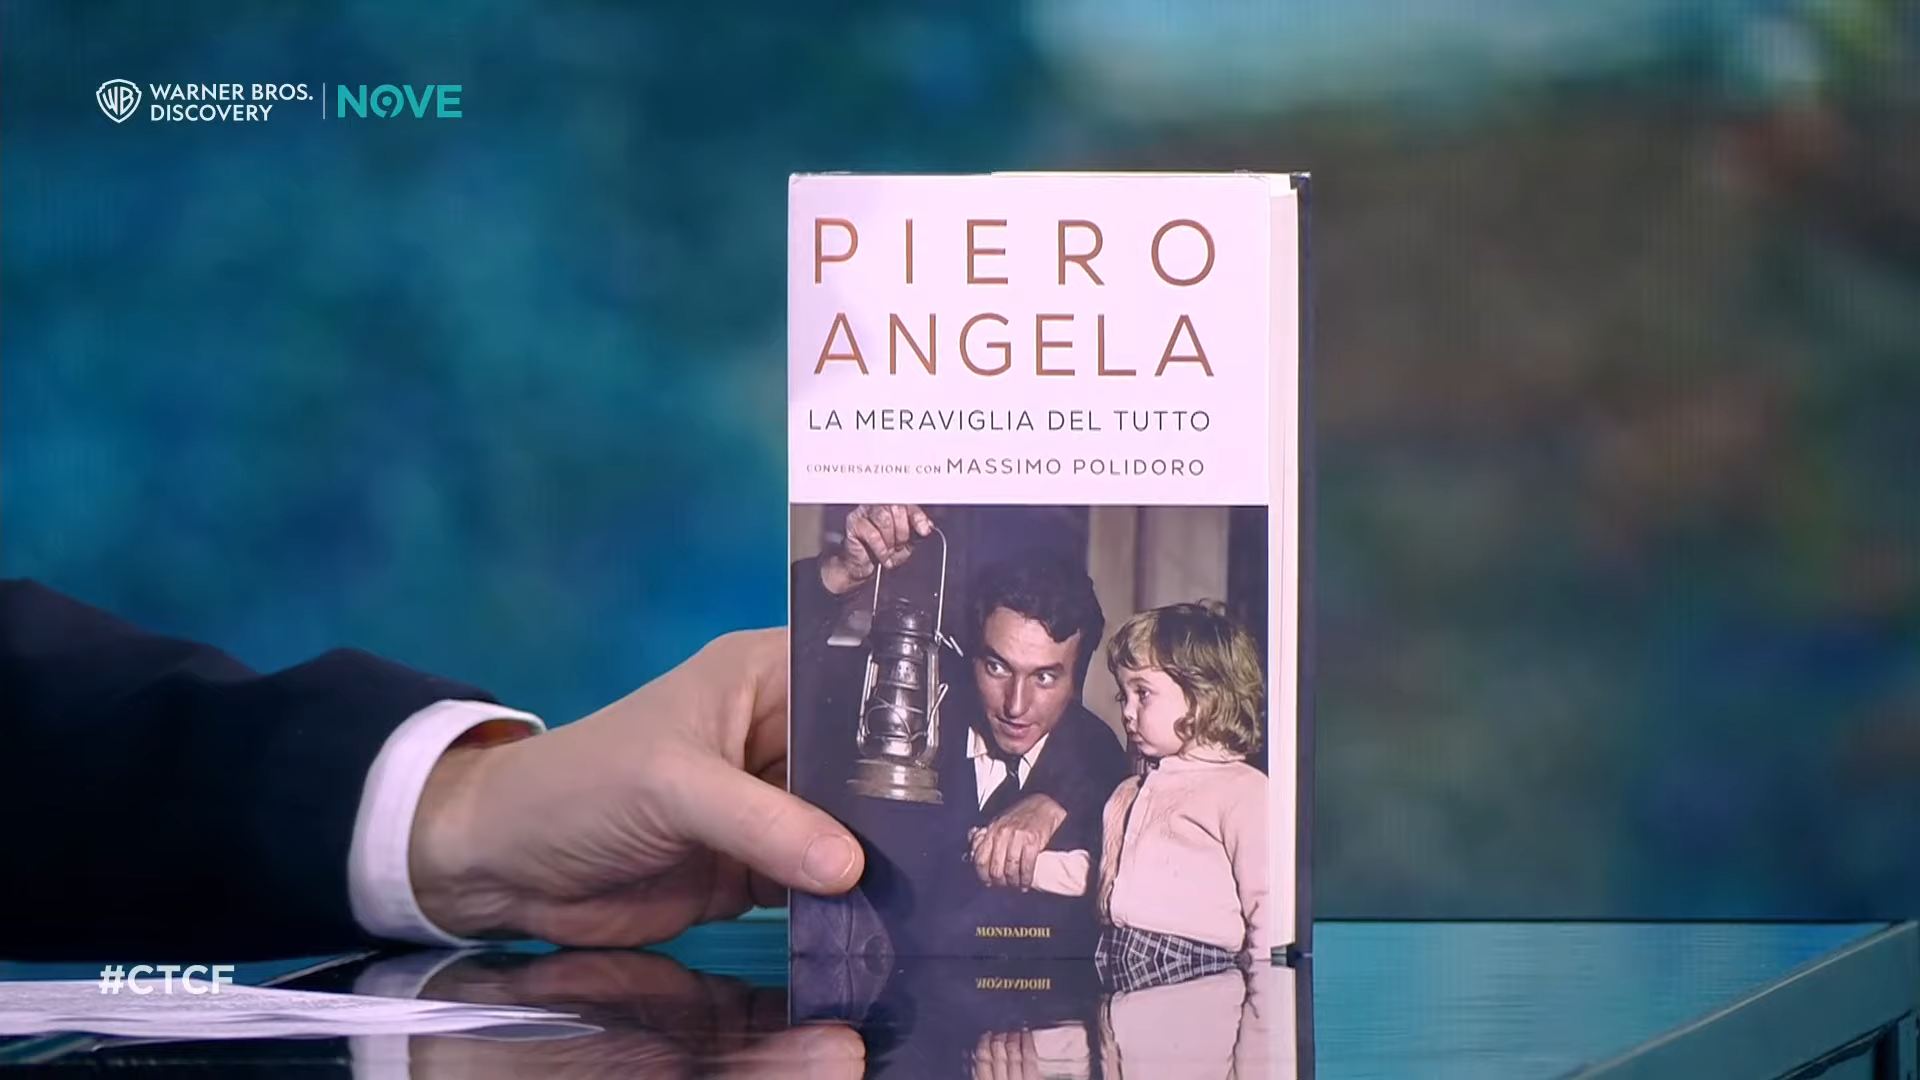 WARNER BROS.
DISCOVERY
NOVE
PIERO
ANGELA
LA MERAVIGLIA DEL TUTTO
CONVERSAZIONE CON MASSIMO POLIDORO
MONDADORI
#CTCF